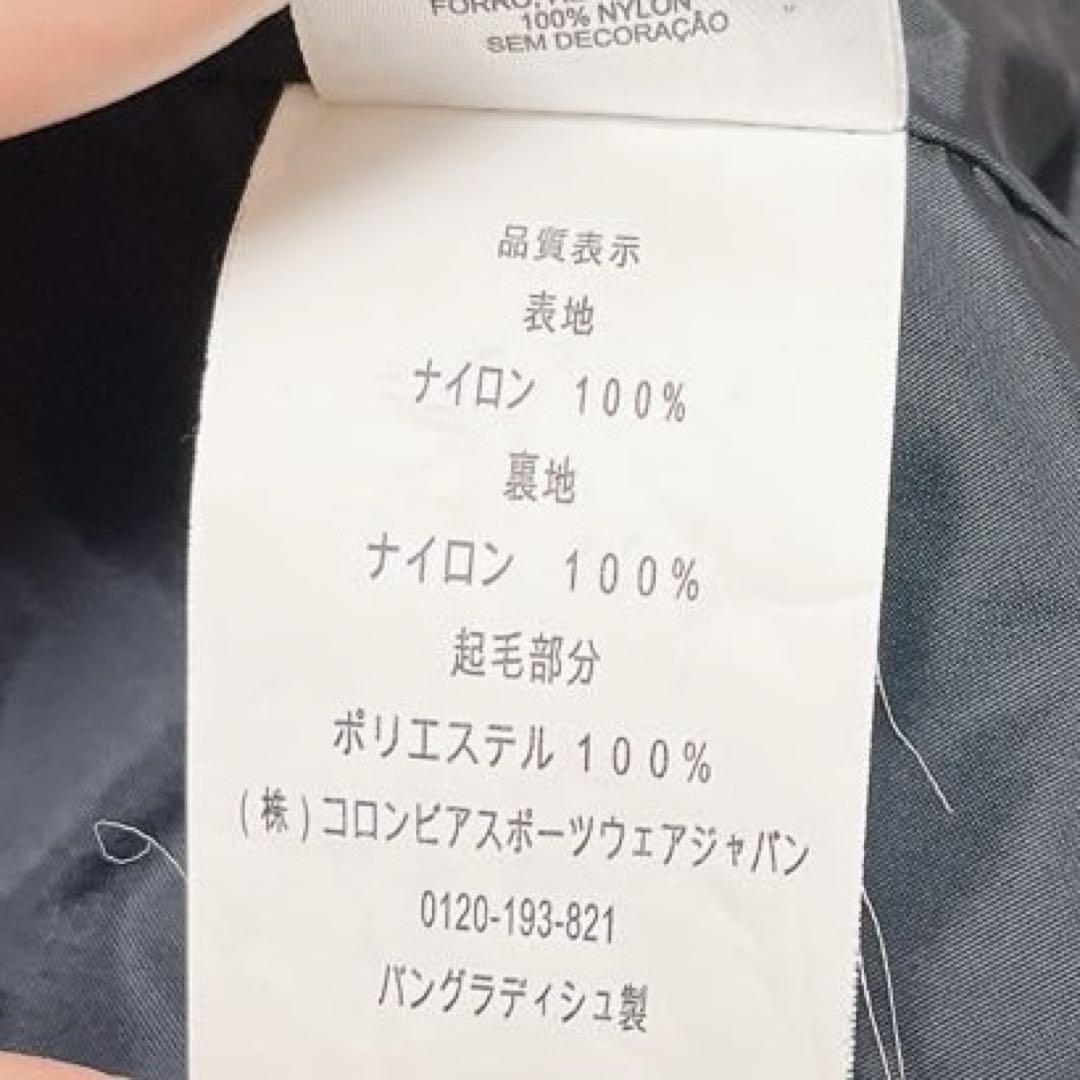 100% NYLON
SEM DECORAÇÃO
品質表示
表地
ナイロン 100%
裏地
ナイロン 100%
起毛部分
ポリエステル100%
(株)コロンビアスポーツウェアジャパン
0120-193-821
バングラディシュ製